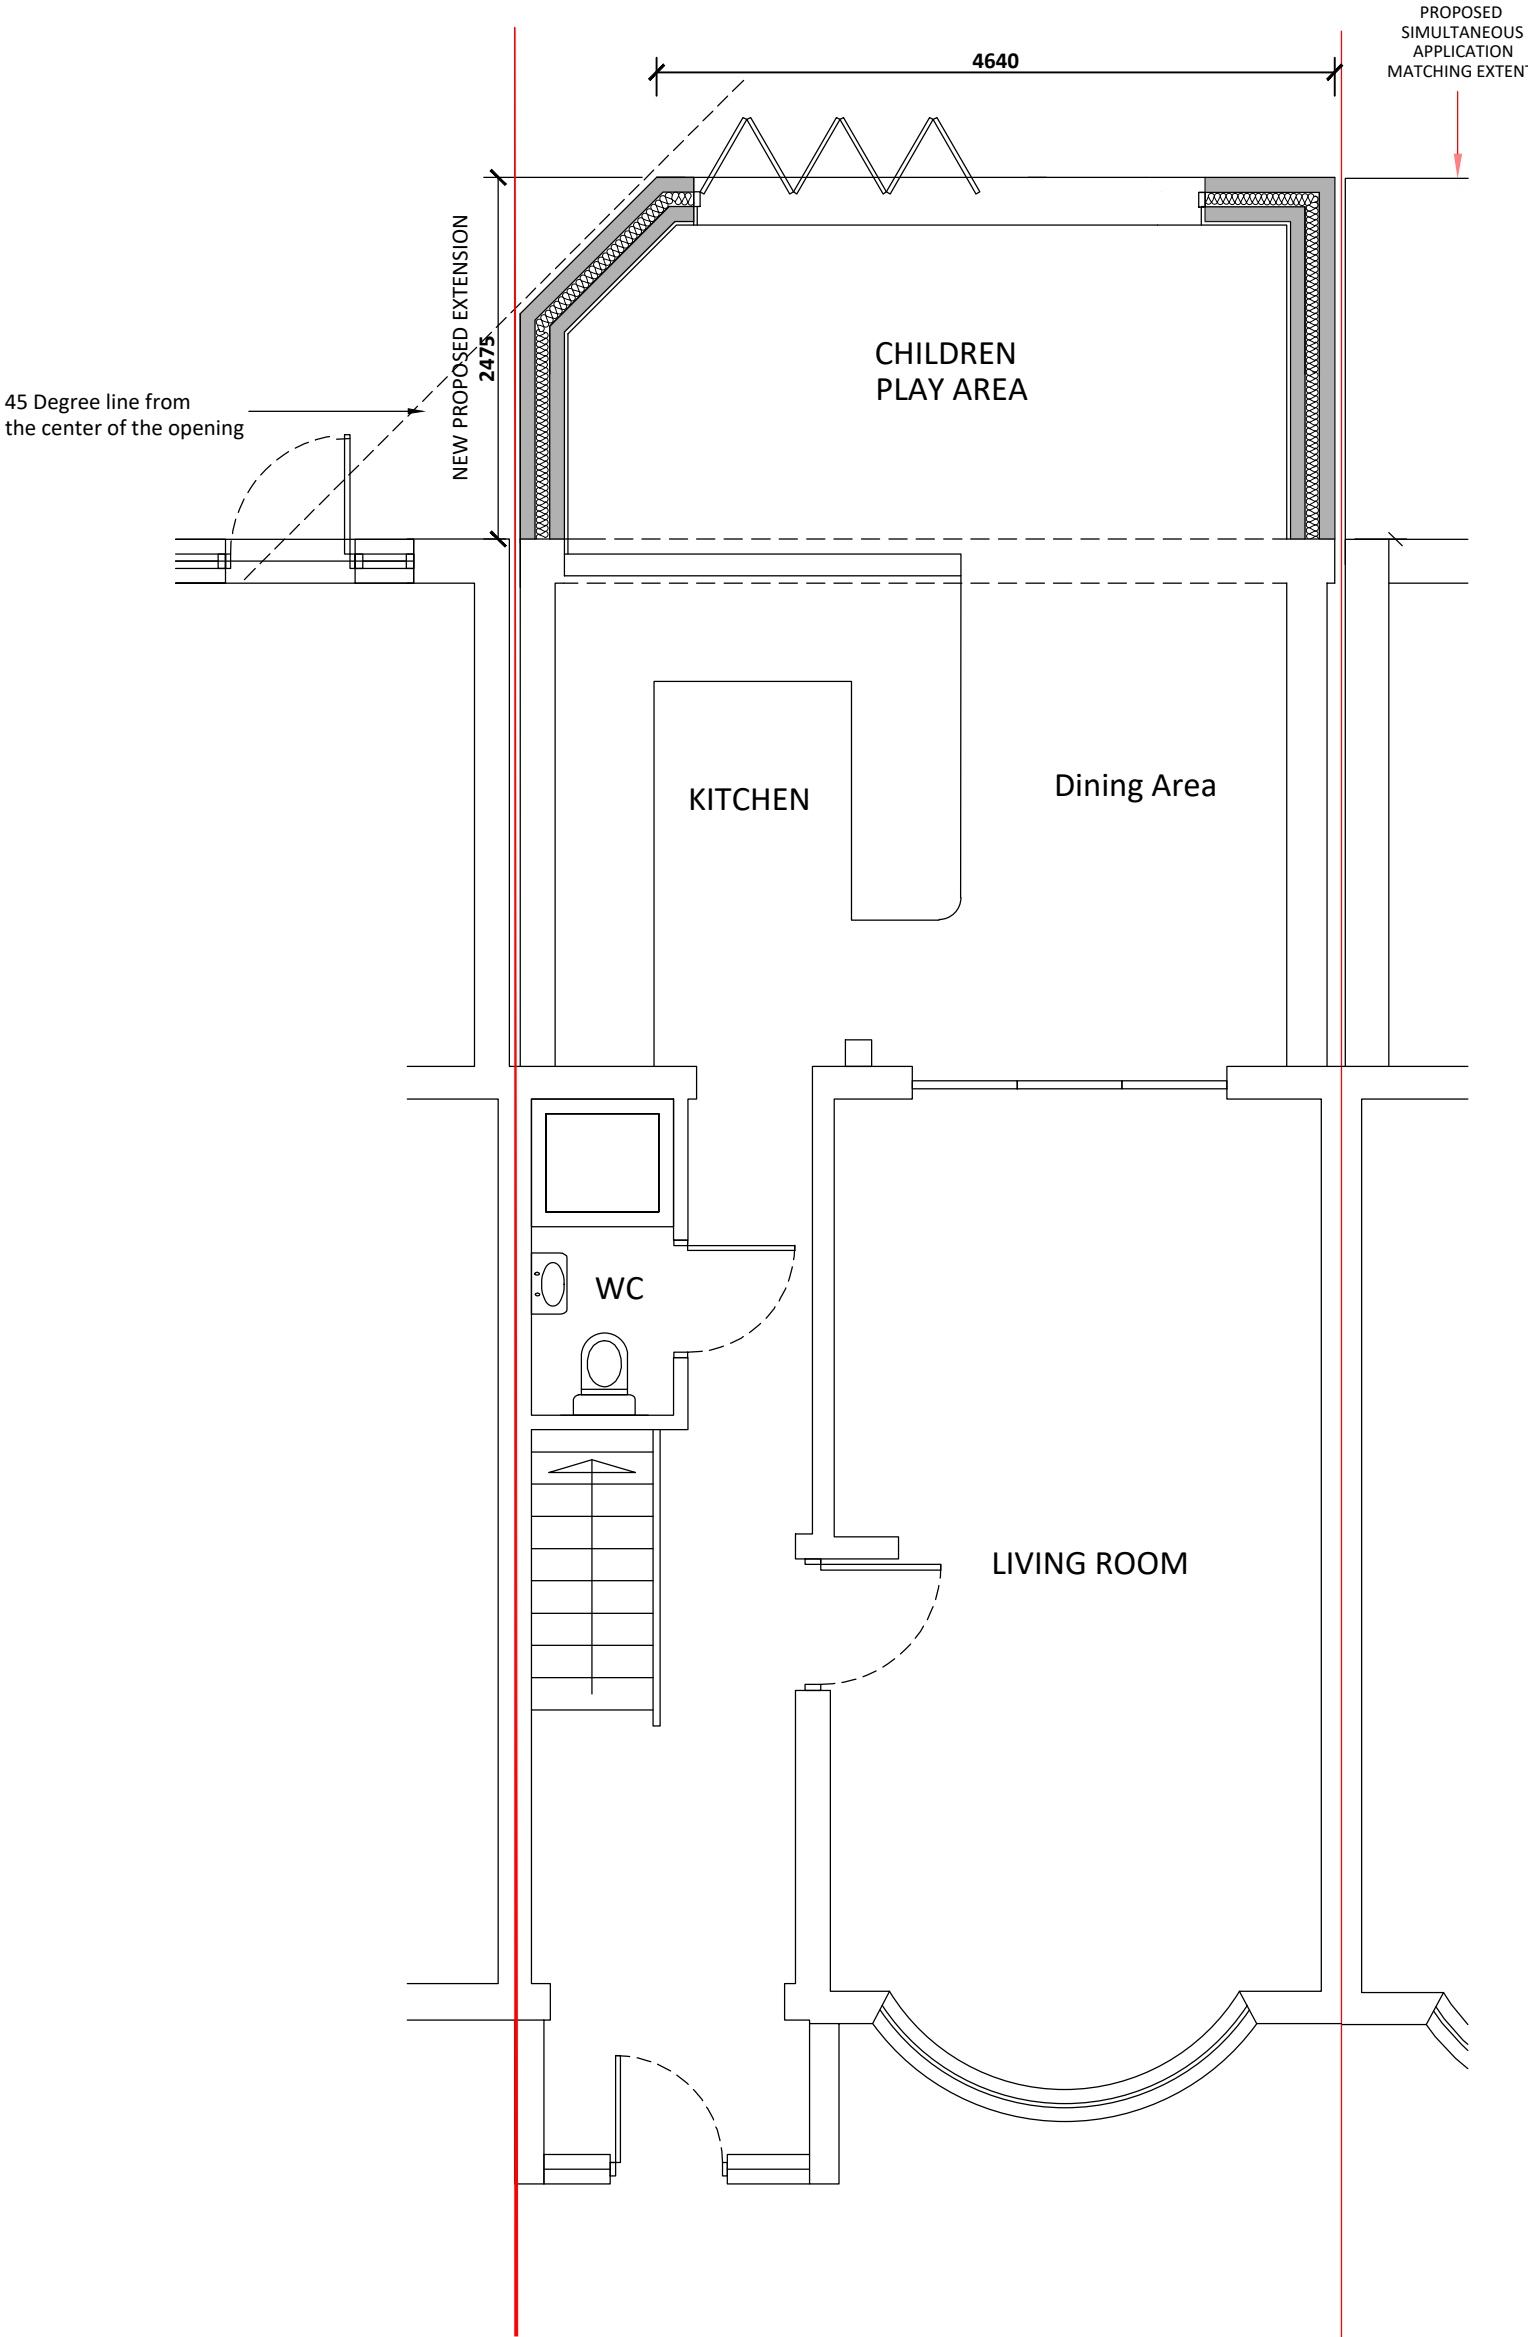 PROPOSED
SIMULTANEOUS
APPLICATION
MATCHING EXTENT
4640
NEW PROPOSED EXTENSION
2475
45 Degree line from
the center of the opening
CHILDREN
PLAY AREA
KITCHEN
Dining Area
WC
LIVING ROOM